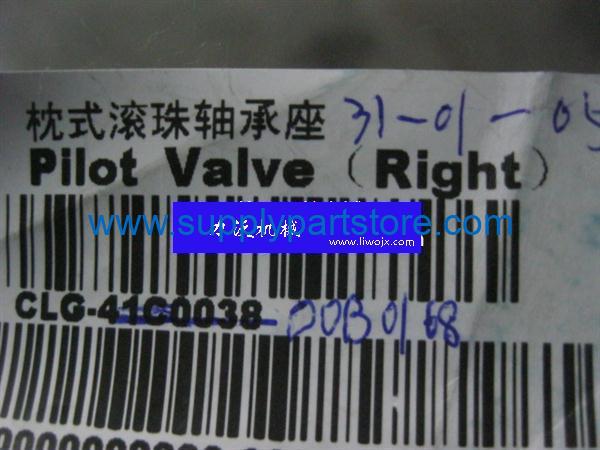 枕式滚珠轴承座 31-01-05
Pilot Valve（Right）
www.supplypartstore.com
www.liwojx.com
CLG-41C0038 00B0168